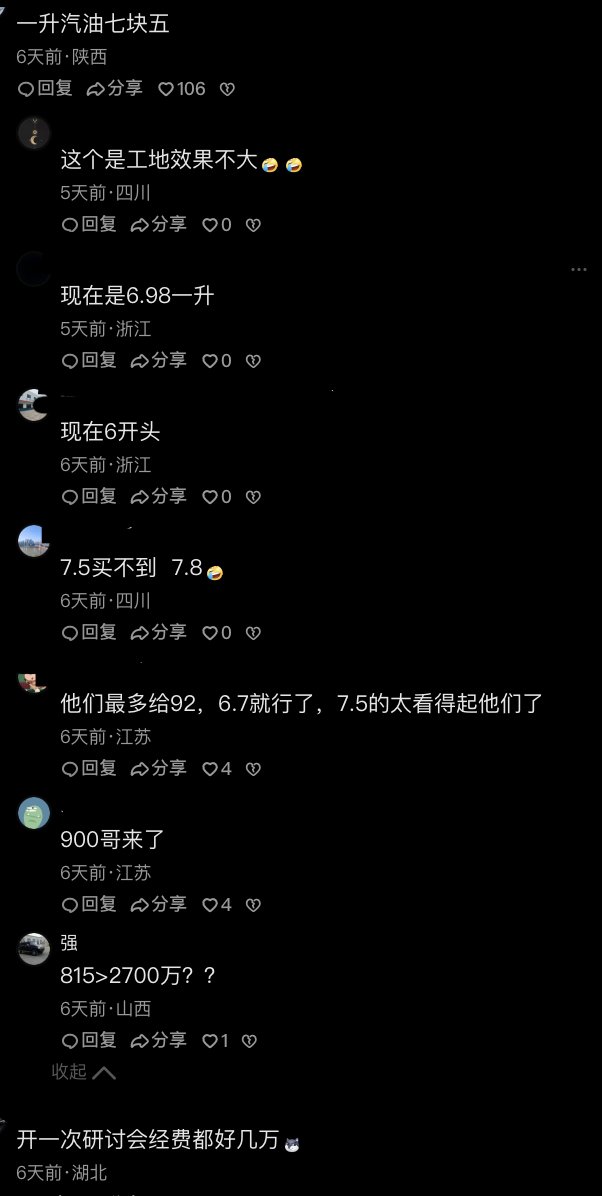 一升汽油七块五
6天前·陕西
回复 分享 106
这个是工地效果不大🤣🤣
5天前·四川
回复 分享 0
现在是6.98一升
5天前·浙江
回复 分享 0
现在6开头
6天前·浙江
回复 分享 0
7.5买不到 7.8🤣
6天前·四川
回复 分享 0
他们最多给92，6.7就行了，7.5的太看得起他们了
6天前·江苏
回复 分享 4
900哥来了
6天前·江苏
回复 分享 4
强
815>2700万？？
6天前·山西
回复 分享 1
收起
开一次研讨会经费都好几万
6天前·湖北